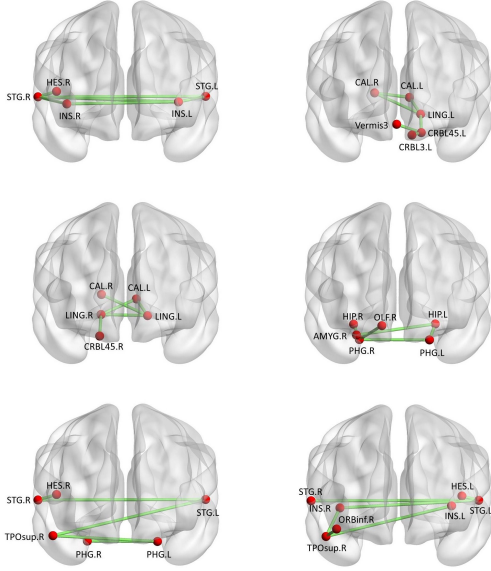 HES.R
STG.R
STG.L
INS.R
INS.L
CAL.R
CAL.L
LING.L
Vermis3
CRBL45.L
CRBL3.L
CAL.R
CAL.L
LING.R
LING.L
CRBL45.R
HIP.R
OLF.R
HIP.L
AMYG.R
PHG.R
PHG.L
HES.R
STG.R
STG.L
TPOsup.R
PHG.R
PHG.L
STG.R
HES.L
INS.R
INS.L
STG.L
ORBinf.R
TPOsup.R